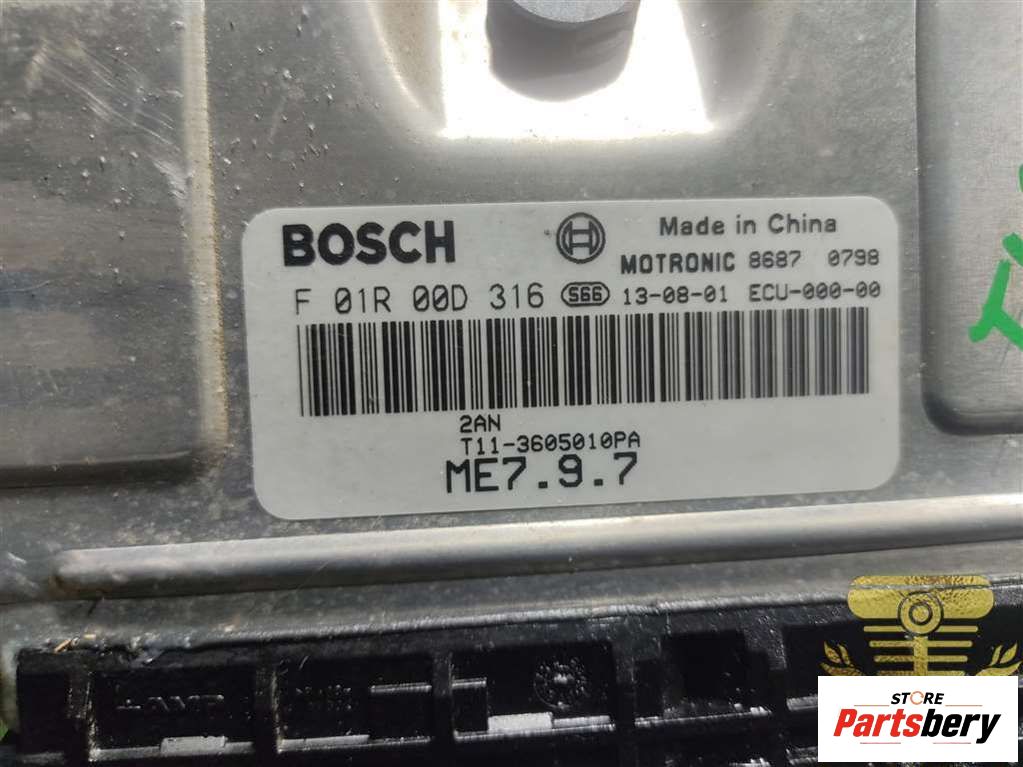 BOSCH
Made in China
MOTRONIC 8687 0798
F 01R 00D 316 S66 13-08-01 ECU-000-00
2AN
T11-3605010PA
ME7.9.7
AMP
STORE
Partsbery